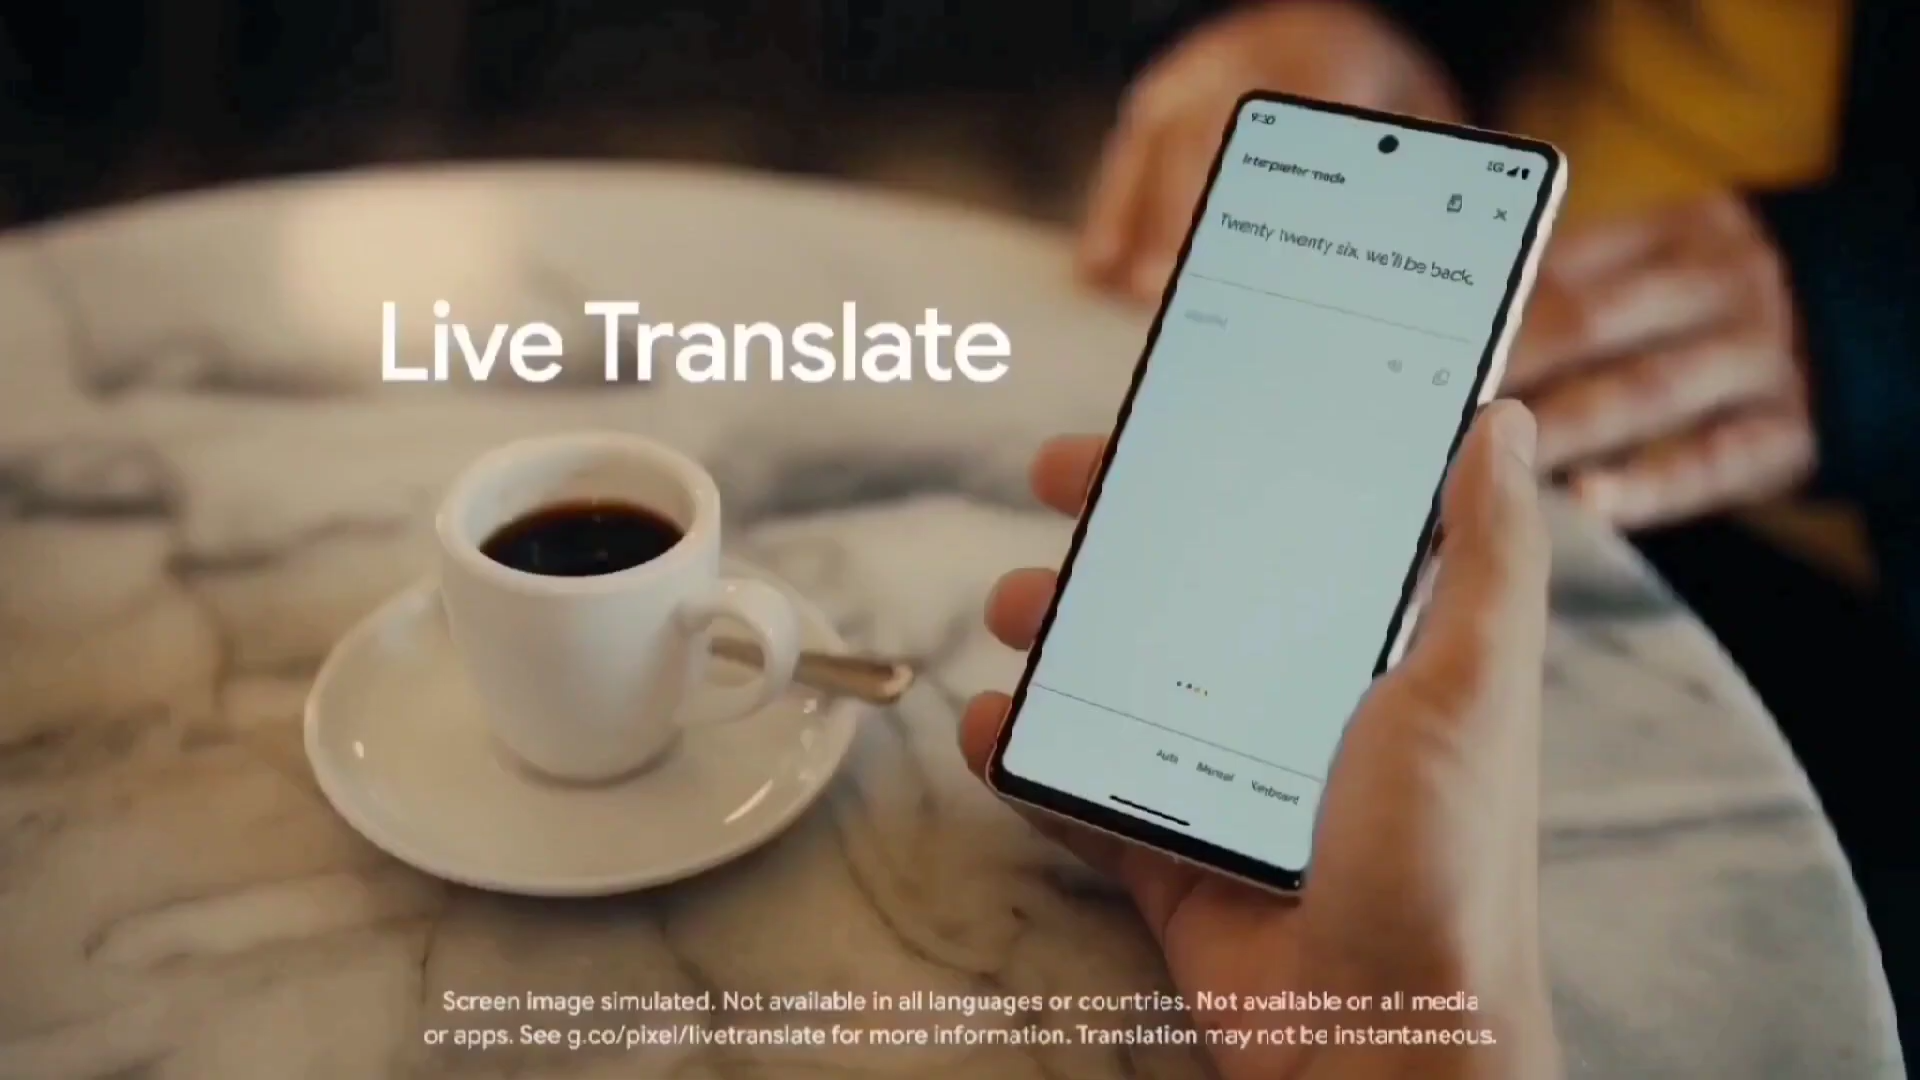 Live Translate
9:30
Interpreter mode
Twenty twenty six, we'll be back.
Auto Manual Keyboard
Screen image simulated. Not available in all languages or countries. Not available on all media
or apps. See g.co/pixel/livetranslate for more information. Translation may not be instantaneous.